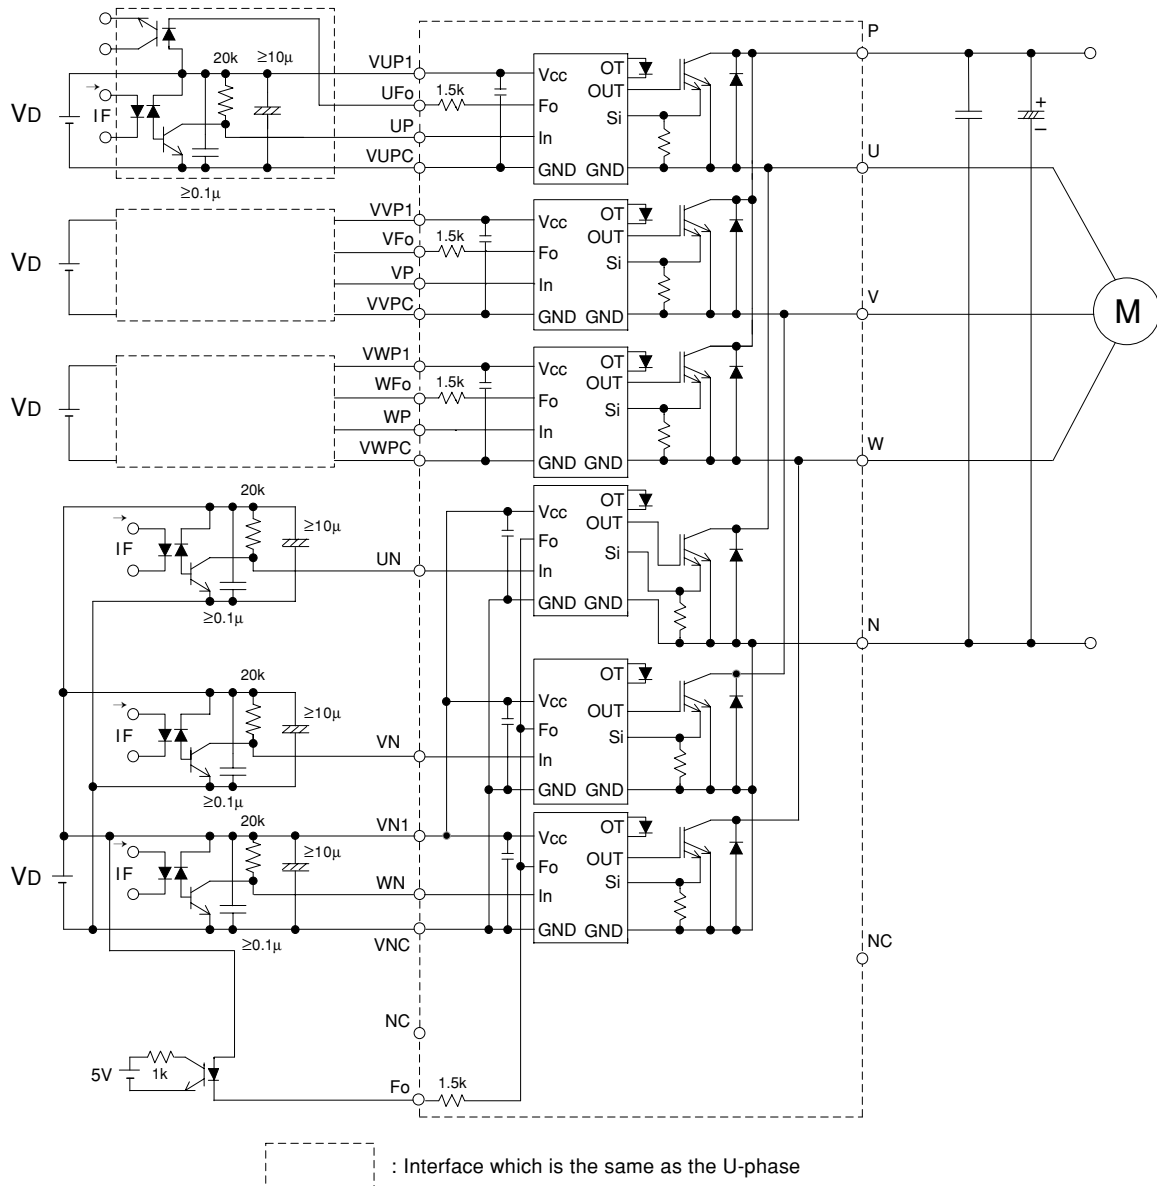 P
20k
≥10μ
VUP1
Vcc
OT
OUT
UFo
1.5k
Fo
VD
IF
Si
+
–
UP
In
U
VUPC
GND GND
≥0.1μ
VVP1
Vcc
OT
OUT
VFo
1.5k
Fo
VD
Si
VP
In
V
VVPC
GND GND
M
VWP1
Vcc
OT
OUT
WFo
1.5k
Fo
VD
Si
WP
In
W
VWPC
GND GND
20k
≥10μ
Vcc
OT
OUT
IF
Fo
Si
UN
In
GND GND
≥0.1μ
N
20k
≥10μ
Vcc
OT
OUT
IF
Fo
Si
VN
In
GND GND
≥0.1μ
20k
≥10μ
VN1
Vcc
OT
OUT
VD
IF
Fo
Si
WN
In
GND GND
≥0.1μ
VNC
NC
NC
5V
1k
Fo
1.5k
: Interface which is the same as the U-phase